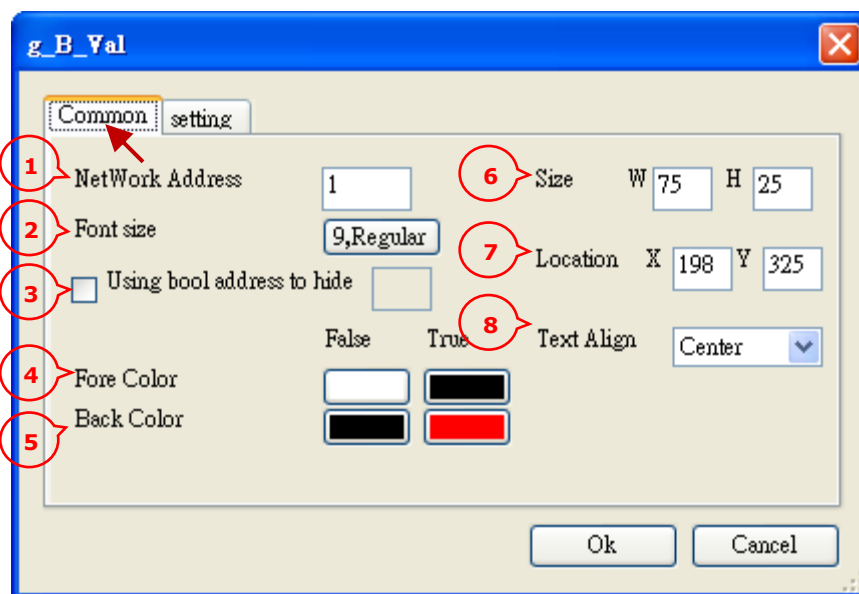 g_B_Val
Common setting
1 NetWork Address 1
2 Font size 9,Regular
3 Using bool address to hide
False True
4 Fore Color
5 Back Color
6 Size W 75 H 25
7 Location X 198 Y 325
8 Text Align Center
Ok Cancel